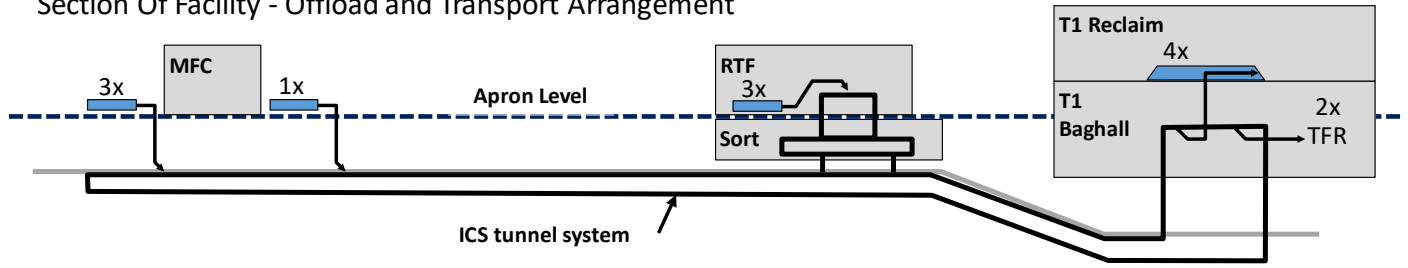 Section Of Facility - Offload and Transport Arrangement
T1 Reclaim
4x
MFC
3x
1x
RTF
3x
Apron Level
T1
Baghall
2x
TFR
Sort
ICS tunnel system